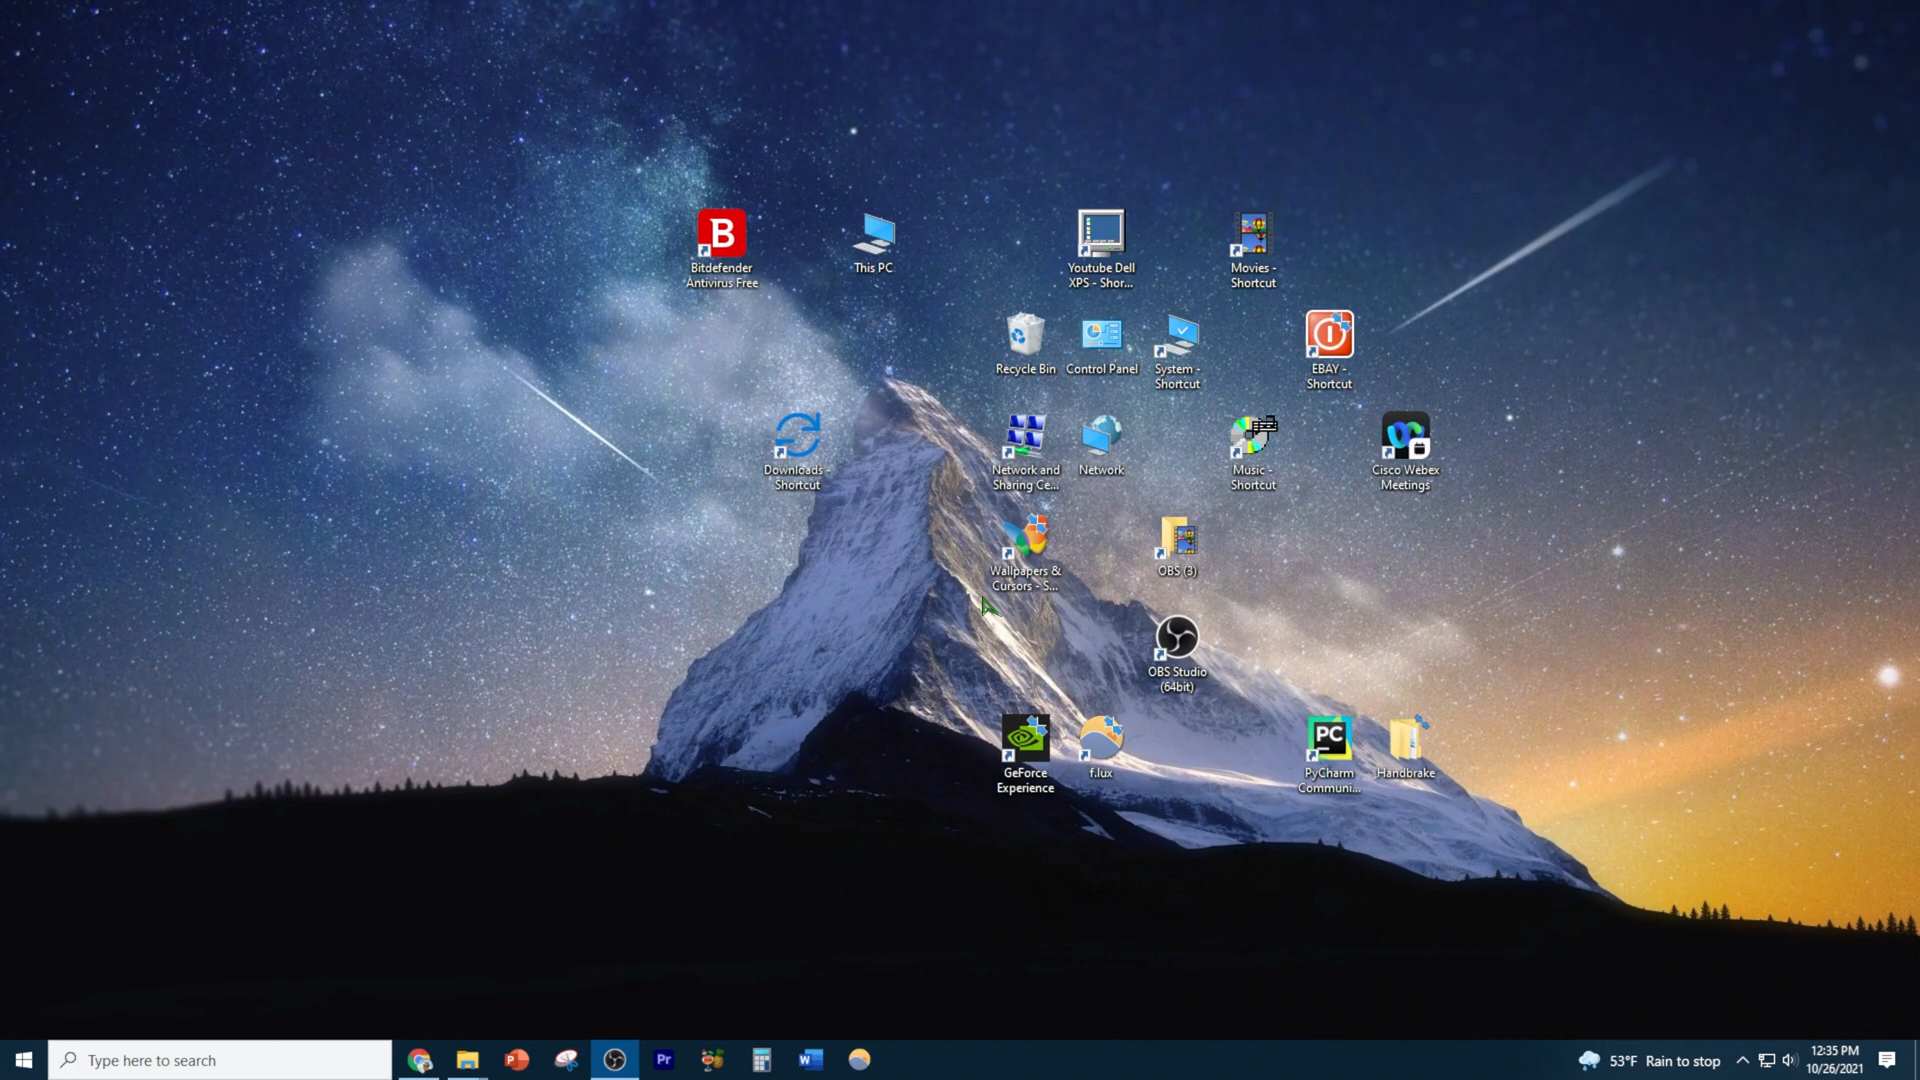 B
Bitdefender
Antivirus Free
This PC
Youtube Dell
XPS - Shor...
Movies -
Shortcut
Recycle Bin
Control Panel
System -
Shortcut
EBAY -
Shortcut
Downloads -
Shortcut
Network and
Sharing Ce...
Network
Music -
Shortcut
Cisco Webex
Meetings
Wallpapers &
Cursors - S...
OBS (3)
OBS Studio
(64bit)
GeForce
Experience
f.lux
PC
PyCharm
Communi...
Handbrake
Type here to search
P
Pr
W
53°F Rain to stop
12:35 PM
10/26/2021